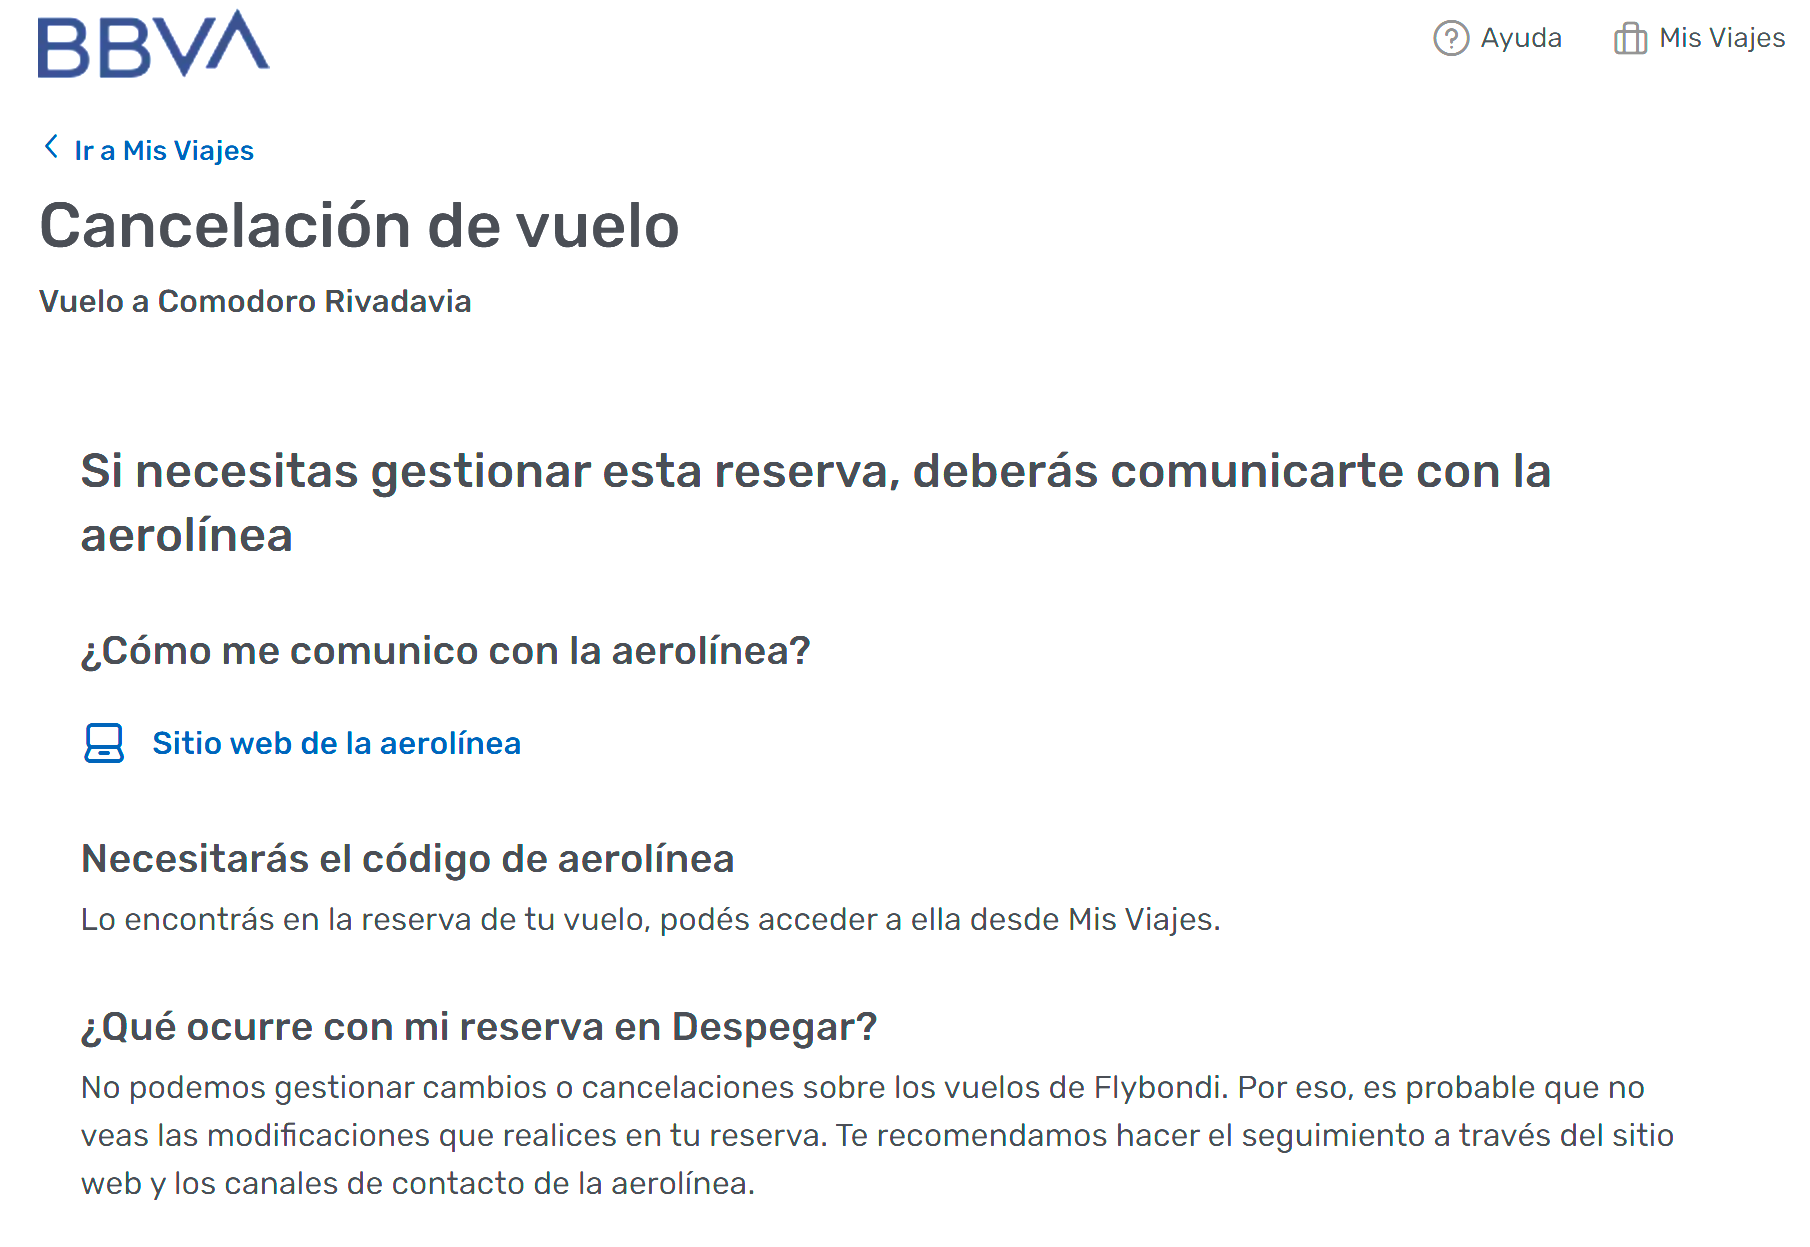 BBVA
Ayuda
Mis Viajes
Ir a Mis Viajes
Cancelación de vuelo
Vuelo a Comodoro Rivadavia
Si necesitas gestionar esta reserva, deberás comunicarte con la
aerolínea
¿Cómo me comunico con la aerolínea?
Sitio web de la aerolínea
Necesitarás el código de aerolínea
Lo encontrás en la reserva de tu vuelo, podés acceder a ella desde Mis Viajes.
¿Qué ocurre con mi reserva en Despegar?
No podemos gestionar cambios o cancelaciones sobre los vuelos de Flybondi. Por eso, es probable que no
veas las modificaciones que realices en tu reserva. Te recomendamos hacer el seguimiento a través del sitio
web y los canales de contacto de la aerolínea.